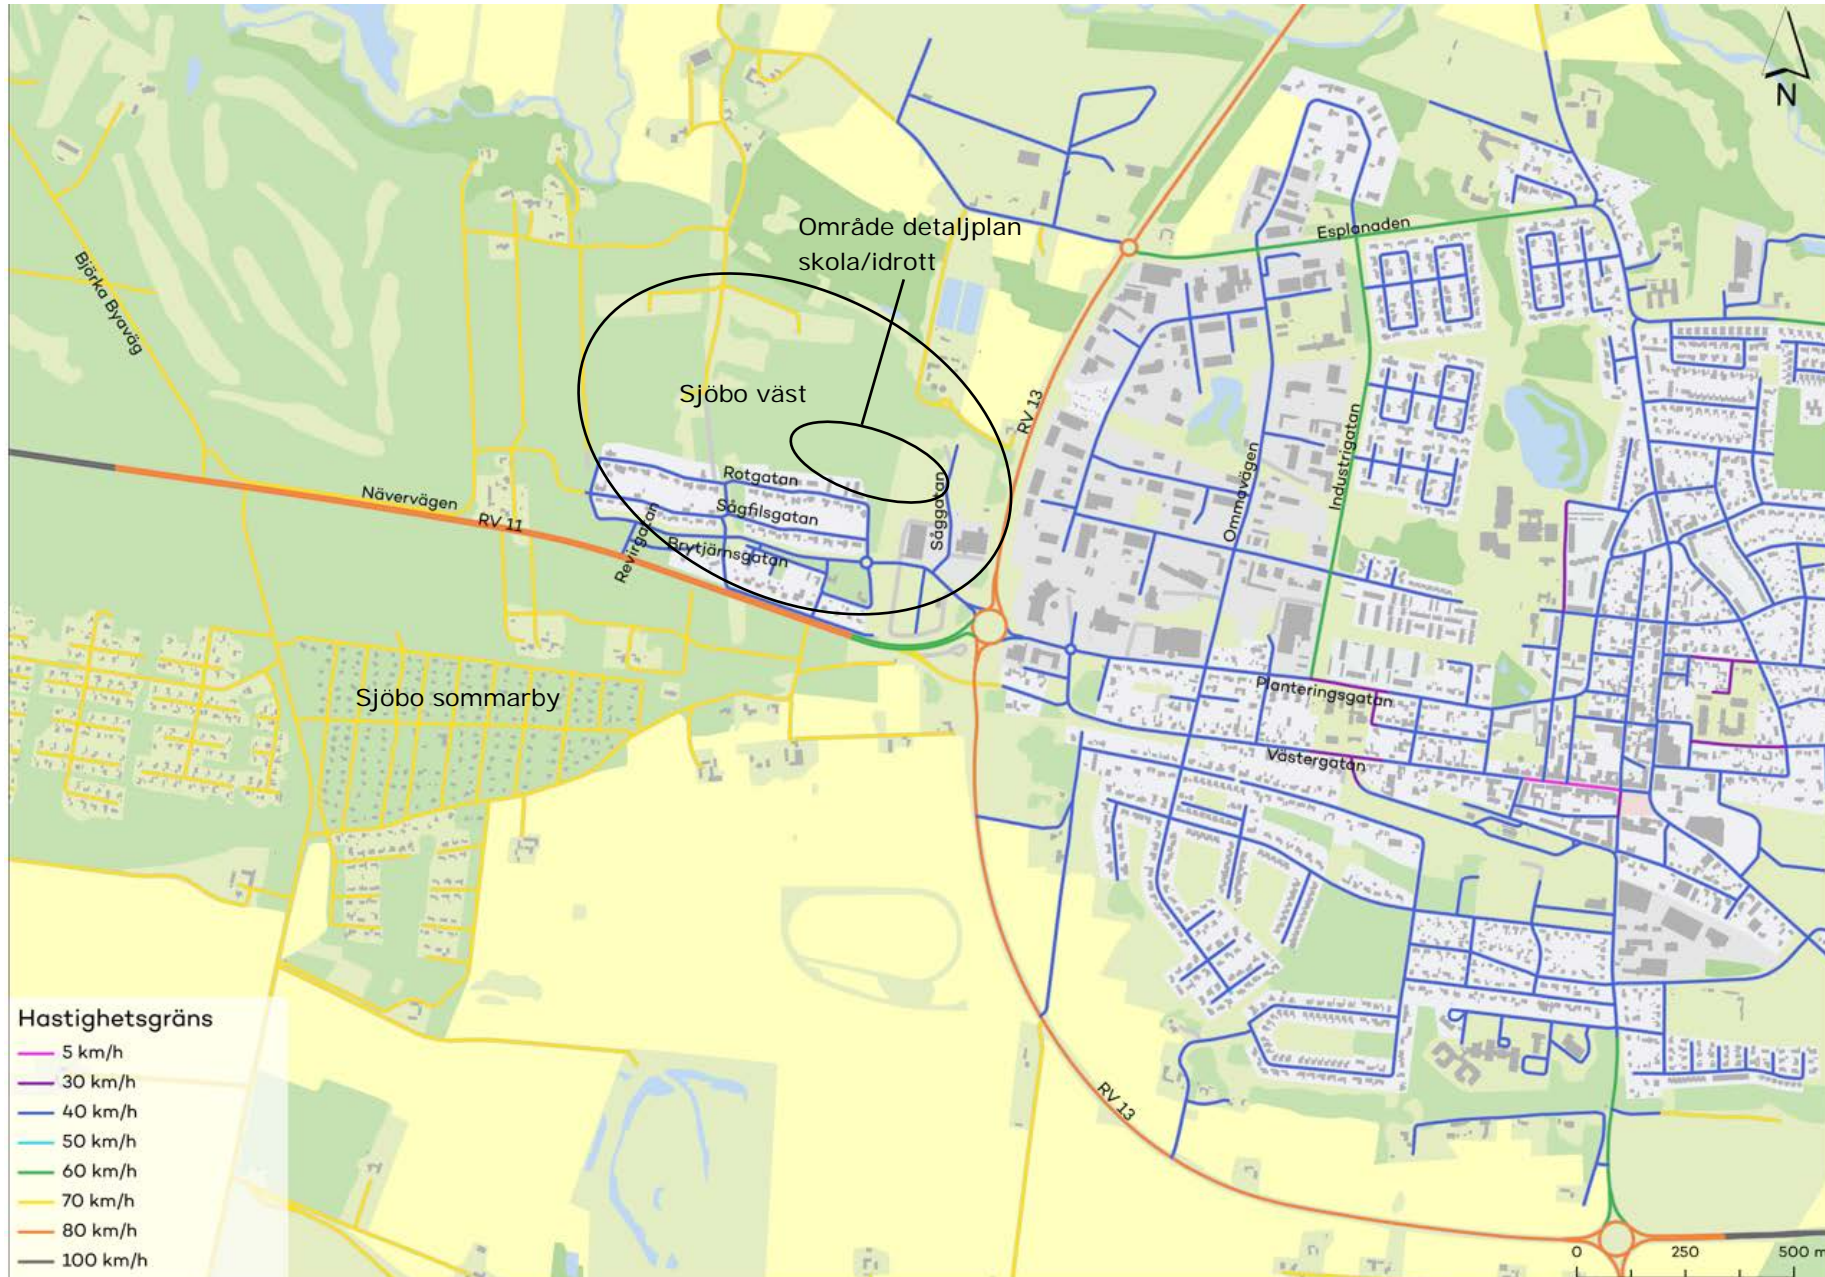 N
Område detaljplan
skola/idrott
Esplanaden
Björka Byaväg
Sjöbo väst
RV 13
Industrigatan
Ommavägen
Rotgatan
Nävervägen
RV 11
Sågfilsgatan
Såggatan
Revirgatan
Brytjärnsgatan
Sjöbo sommarby
Planteringsgatan
Västergatan
RV 13
Hastighetsgräns
5 km/h
30 km/h
40 km/h
50 km/h
60 km/h
70 km/h
80 km/h
100 km/h
0 250 500 m